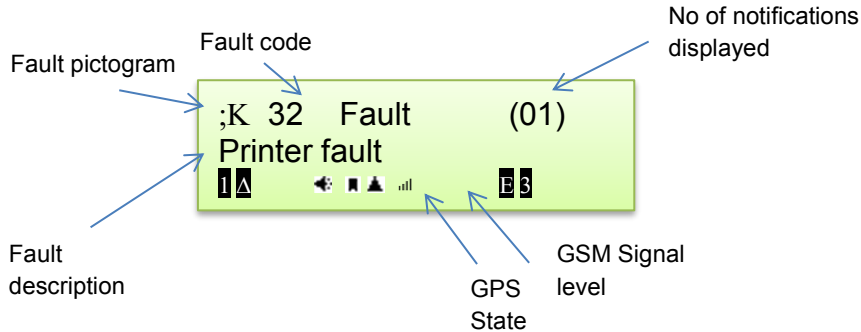 No of notifications
displayed
Fault code
Fault pictogram
;K 32 Fault (01)
Printer fault
1 Δ E 3
Fault
description
GPS
State
GSM Signal
level